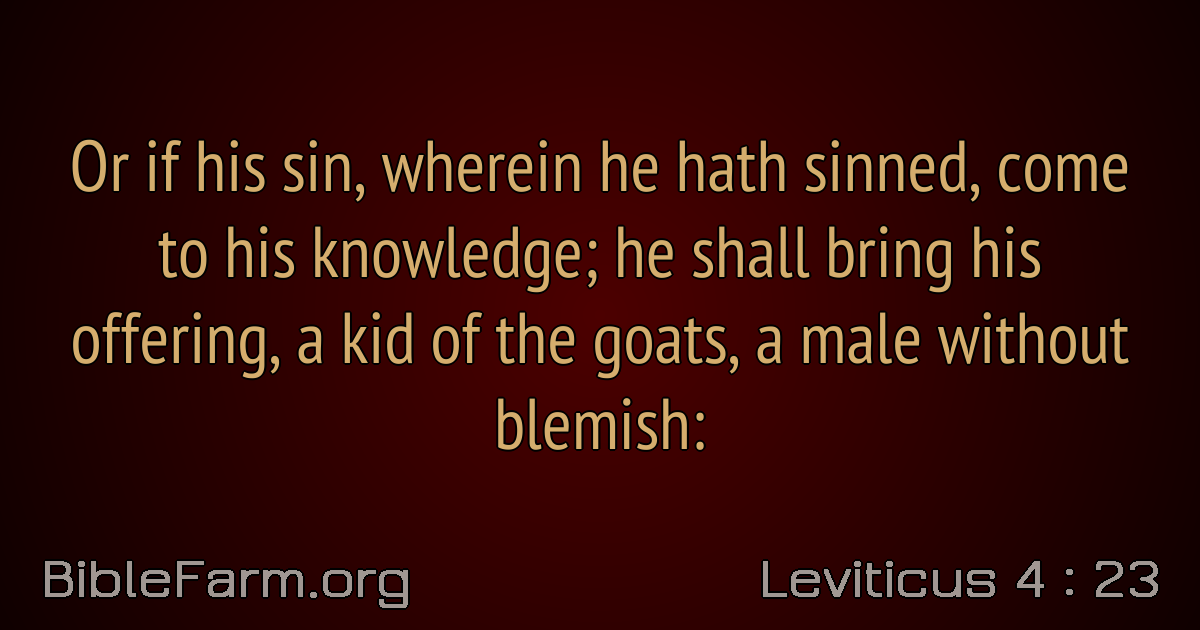 Or if his sin, wherein he hath sinned, come
to his knowledge; he shall bring his
offering, a kid of the goats, a male without
blemish:
BibleFarm.org
Leviticus 4 : 23